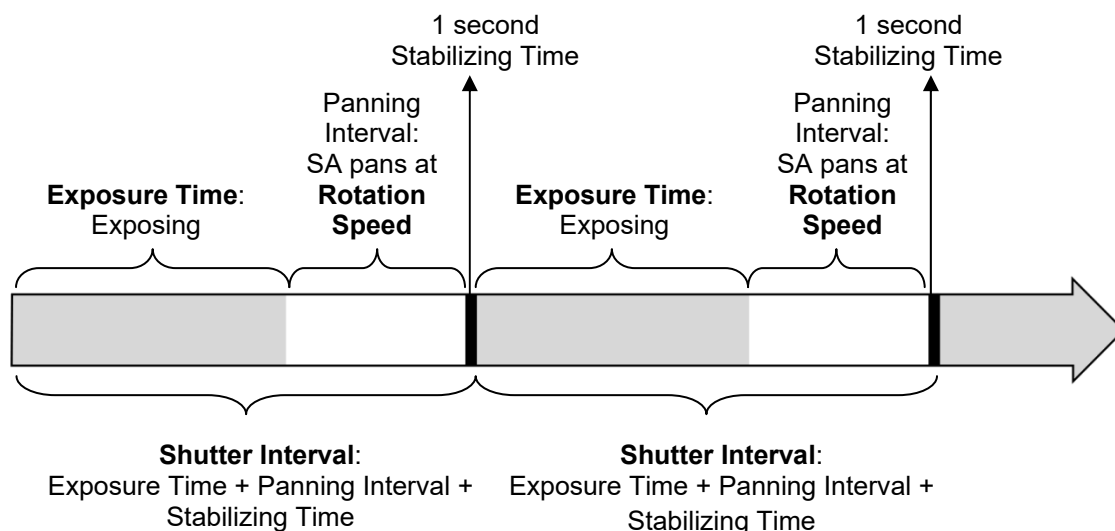 1 second
Stabilizing Time
1 second
Stabilizing Time
Panning
Interval:
SA pans at
Rotation
Speed
Panning
Interval:
SA pans at
Rotation
Speed
Exposure Time:
Exposing
Exposure Time:
Exposing
Shutter Interval:
Exposure Time + Panning Interval +
Stabilizing Time
Shutter Interval:
Exposure Time + Panning Interval +
Stabilizing Time